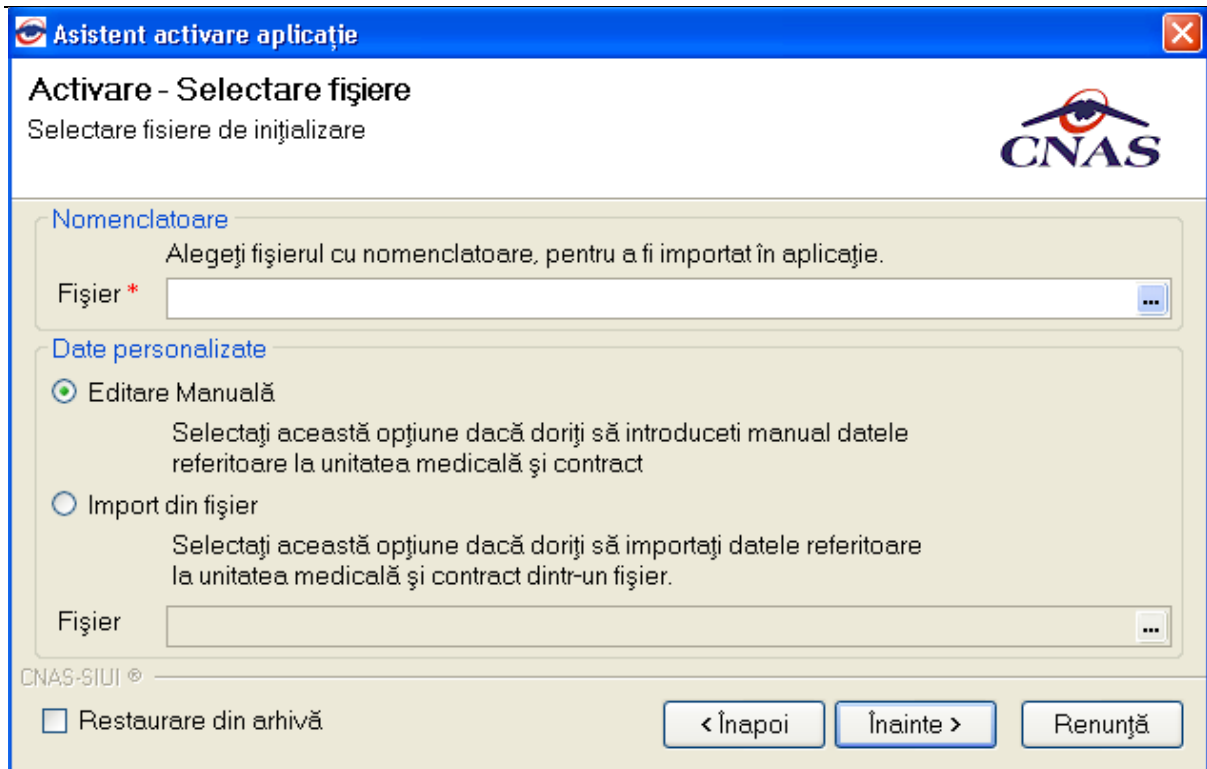 Asistent activare aplicaţie
Activare - Selectare fişiere
Selectare fisiere de iniţializare
CNAS
Nomenclatoare
Alegeţi fişierul cu nomenclatoare, pentru a fi importat în aplicaţie.
Fişier *
...
Date personalizate
Editare Manuală
Selectaţi această opţiune dacă doriţi să introduceti manual datele
referitoare la unitatea medicală şi contract
Import din fişier
Selectaţi această opţiune dacă doriţi să importaţi datele referitoare
la unitatea medicală şi contract dintr-un fişier.
Fişier
...
CNAS-SIUI ®
Restaurare din arhivă
< Înapoi
Înainte >
Renunţă